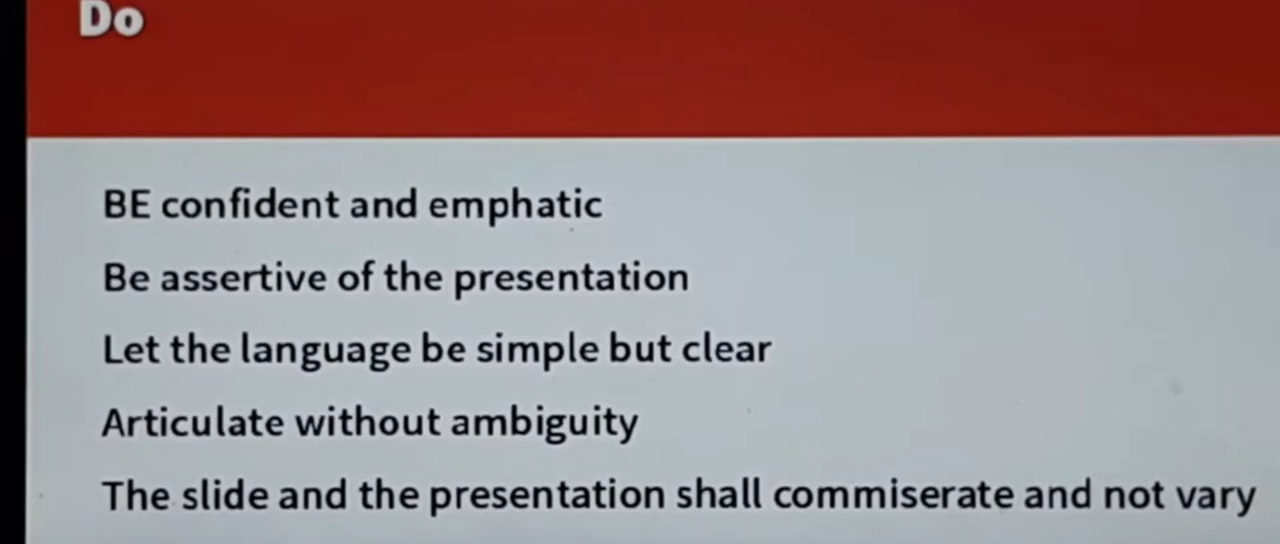 Do
BE confident and emphatic
Be assertive of the presentation
Let the language be simple but clear
Articulate without ambiguity
The slide and the presentation shall commiserate and not vary